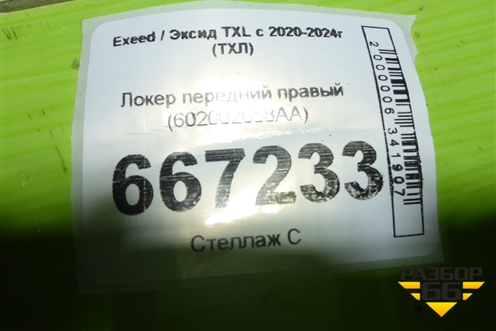 Exeed / Эксид TXL с 2020-2024г
(ТХЛ)
Локер передний правый
667233
Стеллаж С
2000006341907
РАЗБОР
66